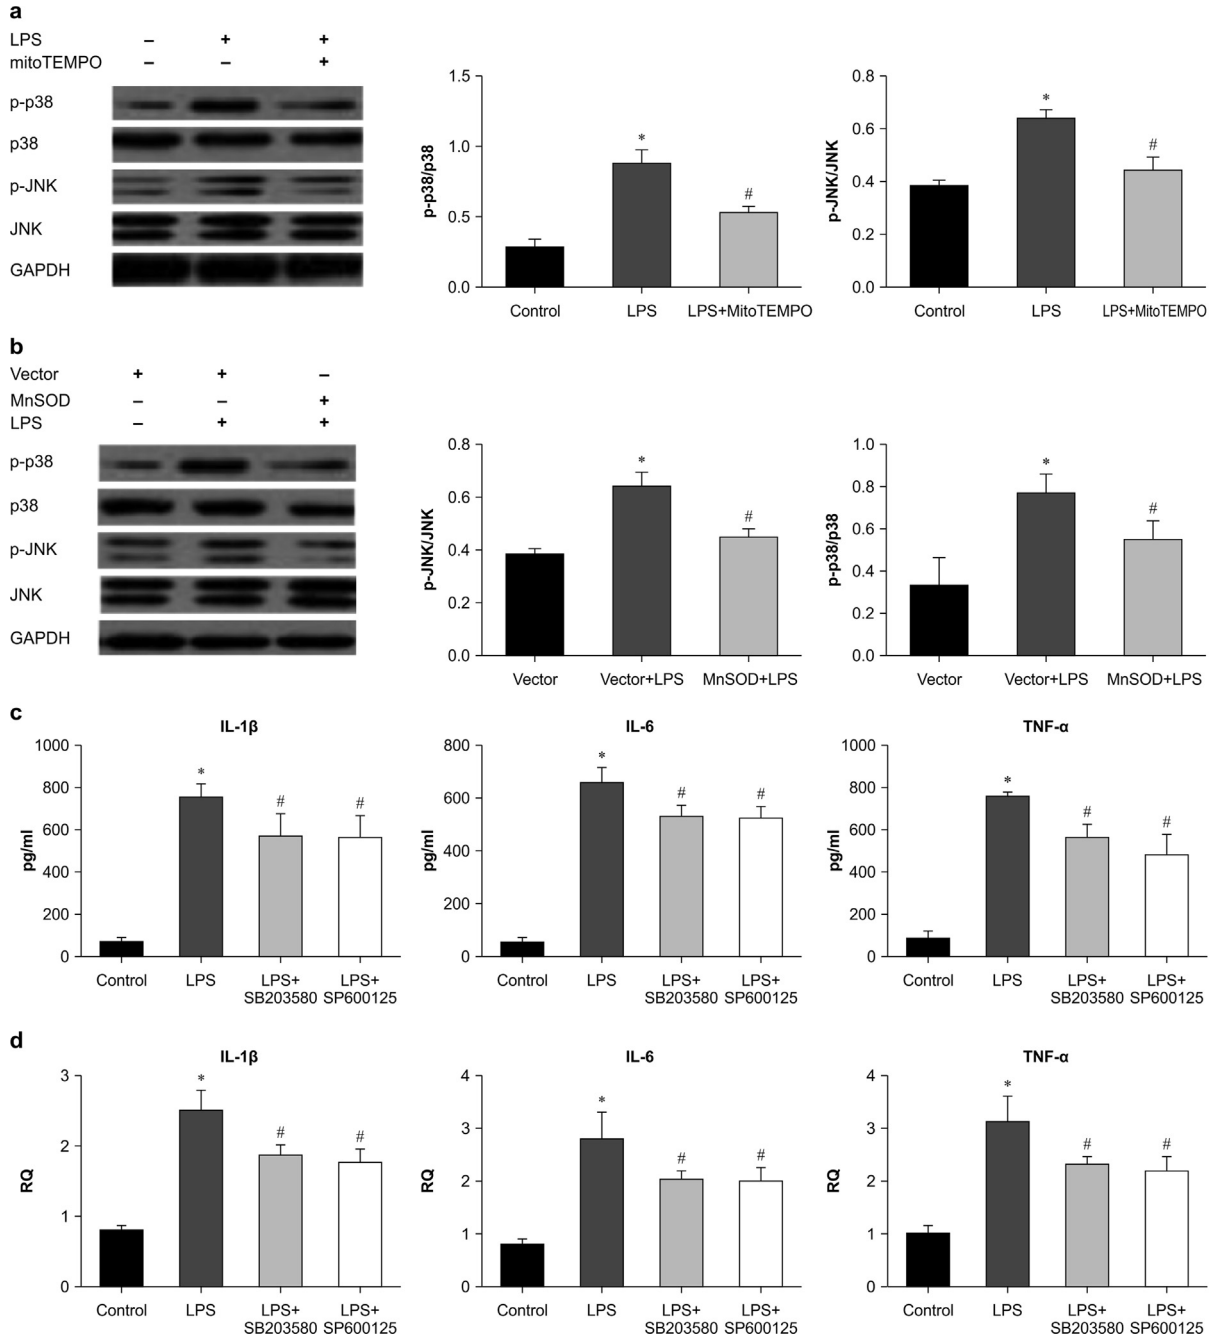 a
LPS – + +
mitoTEMPO – – +
p-p38
p38
p-JNK
JNK
GAPDH
p-p38/p38
1.5
1.0
0.5
0.0
*
#
Control LPS LPS+MitoTEMPO
p-JNK/JNK
0.8
0.6
0.4
0.2
0.0
*
#
Control LPS LPS+MitoTEMPO
b
Vector + + –
MnSOD – – +
LPS – + +
p-p38
p38
p-JNK
JNK
GAPDH
p-JNK/JNK
0.8
0.6
0.4
0.2
0.0
*
#
Vector Vector+LPS MnSOD+LPS
p-p38/p38
1.0
0.8
0.6
0.4
0.2
0.0
*
#
Vector Vector+LPS MnSOD+LPS
c
IL-1β
pg/ml
1000
800
600
400
200
0
*
# #
Control LPS LPS+ LPS+
SB203580 SP600125
IL-6
pg/ml
800
600
400
200
0
*
# #
Control LPS LPS+ LPS+
SB203580 SP600125
TNF-α
pg/ml
1000
800
600
400
200
0
*
#
#
Control LPS LPS+ LPS+
SB203580 SP600125
d
IL-1β
RQ
3
2
1
0
*
# #
Control LPS LPS+ LPS+
SB203580 SP600125
IL-6
RQ
4
3
2
1
0
*
# #
Control LPS LPS+ LPS+
SB203580 SP600125
TNF-α
RQ
4
3
2
1
0
*
# #
Control LPS LPS+ LPS+
SB203580 SP600125